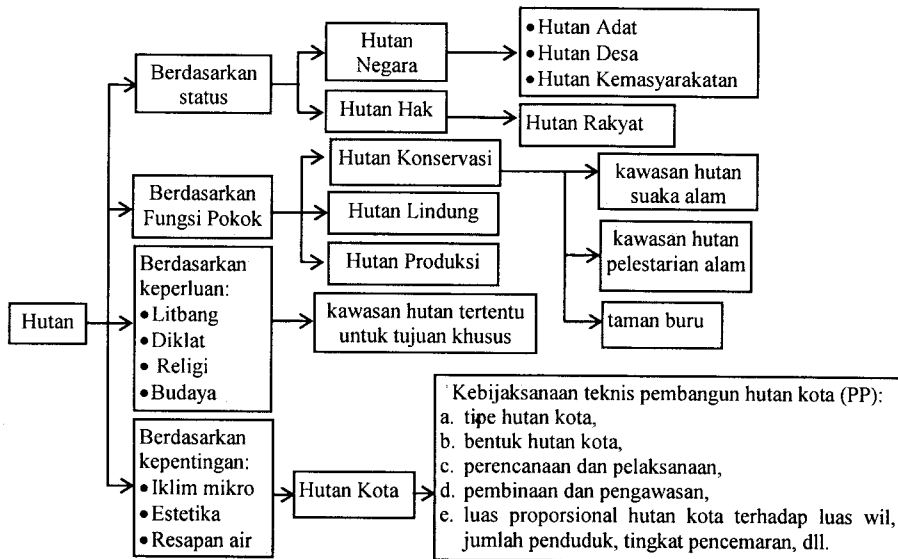 Hutan
Berdasarkan
status
Hutan
Negara
• Hutan Adat
• Hutan Desa
• Hutan Kemasyarakatan
Hutan Hak
Hutan Rakyat
Berdasarkan
Fungsi Pokok
Hutan Konservasi
kawasan hutan
suaka alam
kawasan hutan
pelestarian alam
taman buru
Hutan Lindung
Hutan Produksi
Berdasarkan
keperluan:
• Litbang
• Diklat
• Religi
• Budaya
kawasan hutan tertentu
untuk tujuan khusus
Berdasarkan
kepentingan:
• Iklim mikro
• Estetika
• Resapan air
Hutan Kota
Kebijaksanaan teknis pembangun hutan kota (PP):
a. tipe hutan kota,
b. bentuk hutan kota,
c. perencanaan dan pelaksanaan,
d. pembinaan dan pengawasan,
e. luas proporsional hutan kota terhadap luas wil,
jumlah penduduk, tingkat pencemaran, dll.